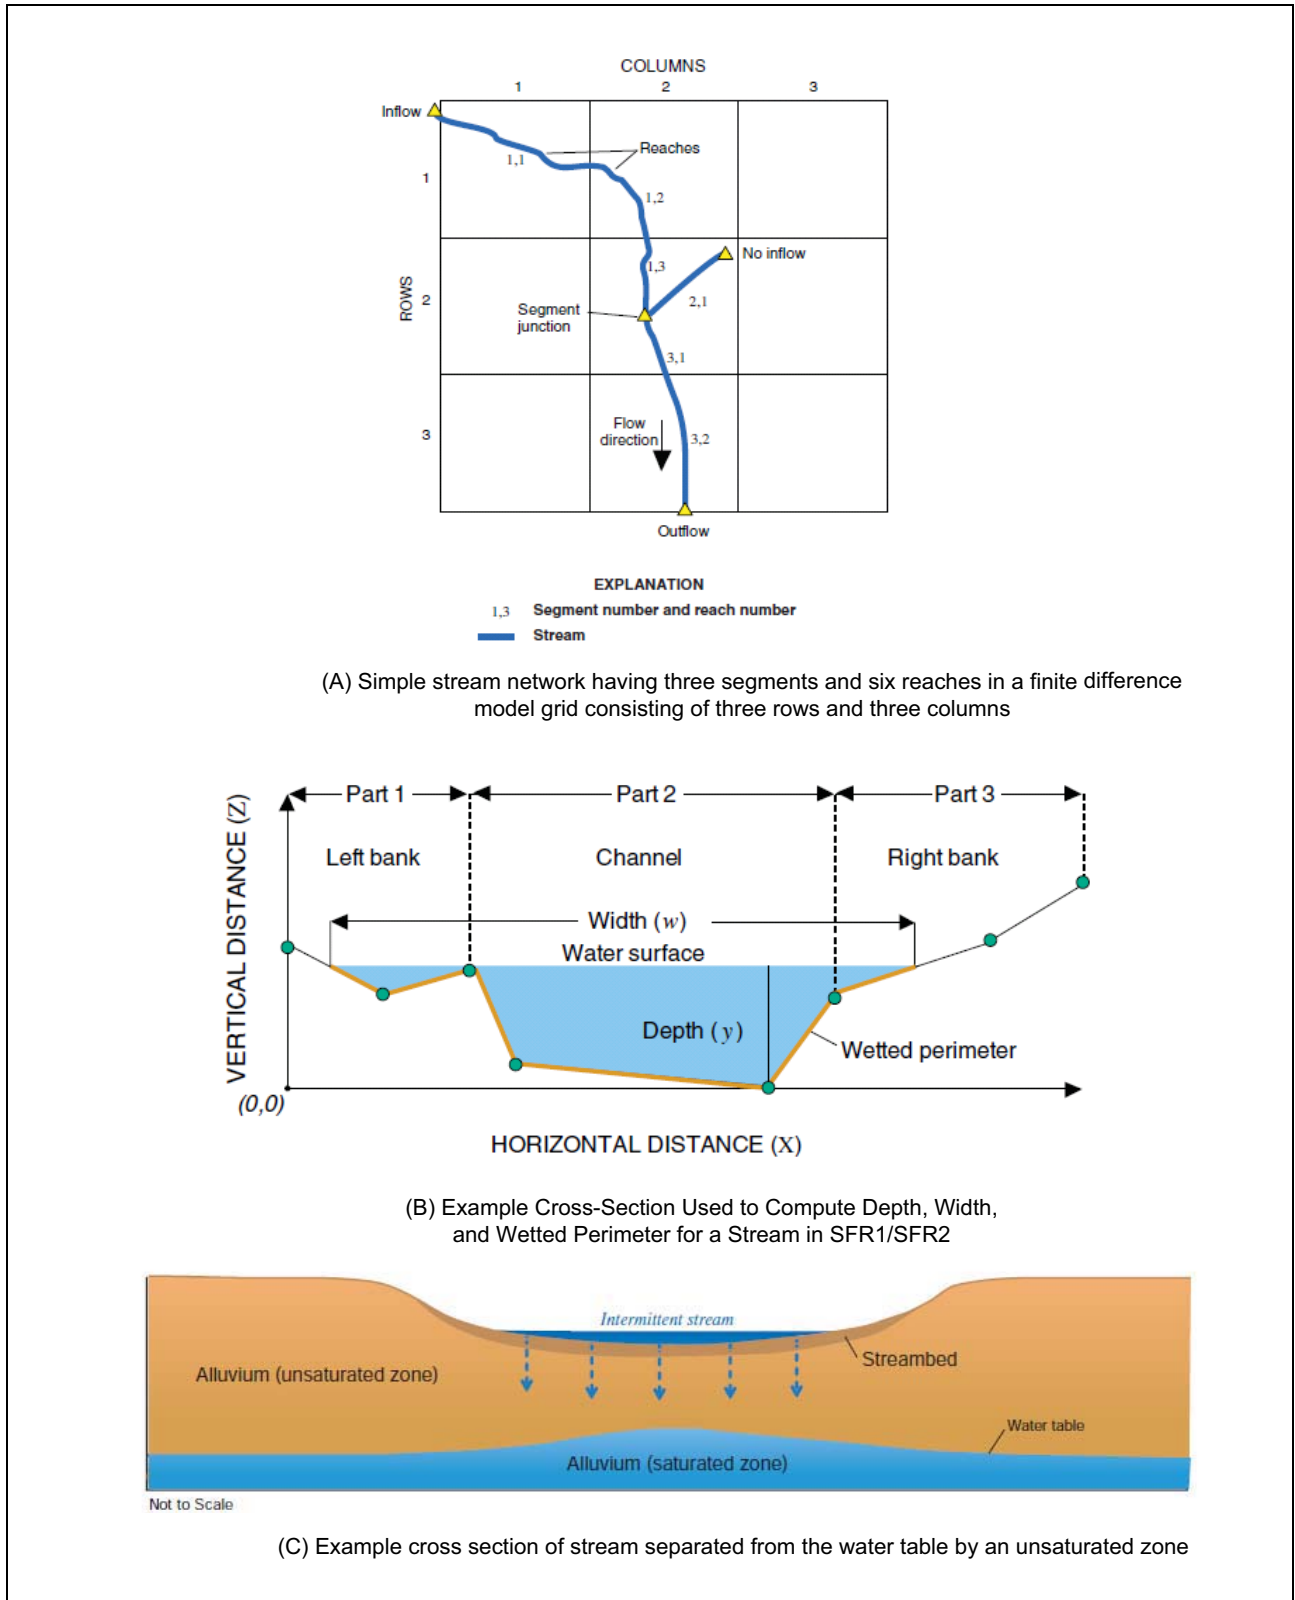 COLUMNS
1 2 3
Inflow
Reaches
1,1
1
1,2
No inflow
1,3
ROWS
2
2,1
Segment
junction
3,1
Flow
direction
3
3,2
Outflow
EXPLANATION
1,3 Segment number and reach number
Stream
(A) Simple stream network having three segments and six reaches in a finite difference
model grid consisting of three rows and three columns
Part 1 Part 2 Part 3
Left bank Channel Right bank
Width (w)
Water surface
Depth (y)
Wetted perimeter
VERTICAL DISTANCE (Z)
(0,0)
HORIZONTAL DISTANCE (X)
(B) Example Cross-Section Used to Compute Depth, Width,
and Wetted Perimeter for a Stream in SFR1/SFR2
Intermittent stream
Streambed
Alluvium (unsaturated zone)
Water table
Alluvium (saturated zone)
Not to Scale
(C) Example cross section of stream separated from the water table by an unsaturated zone